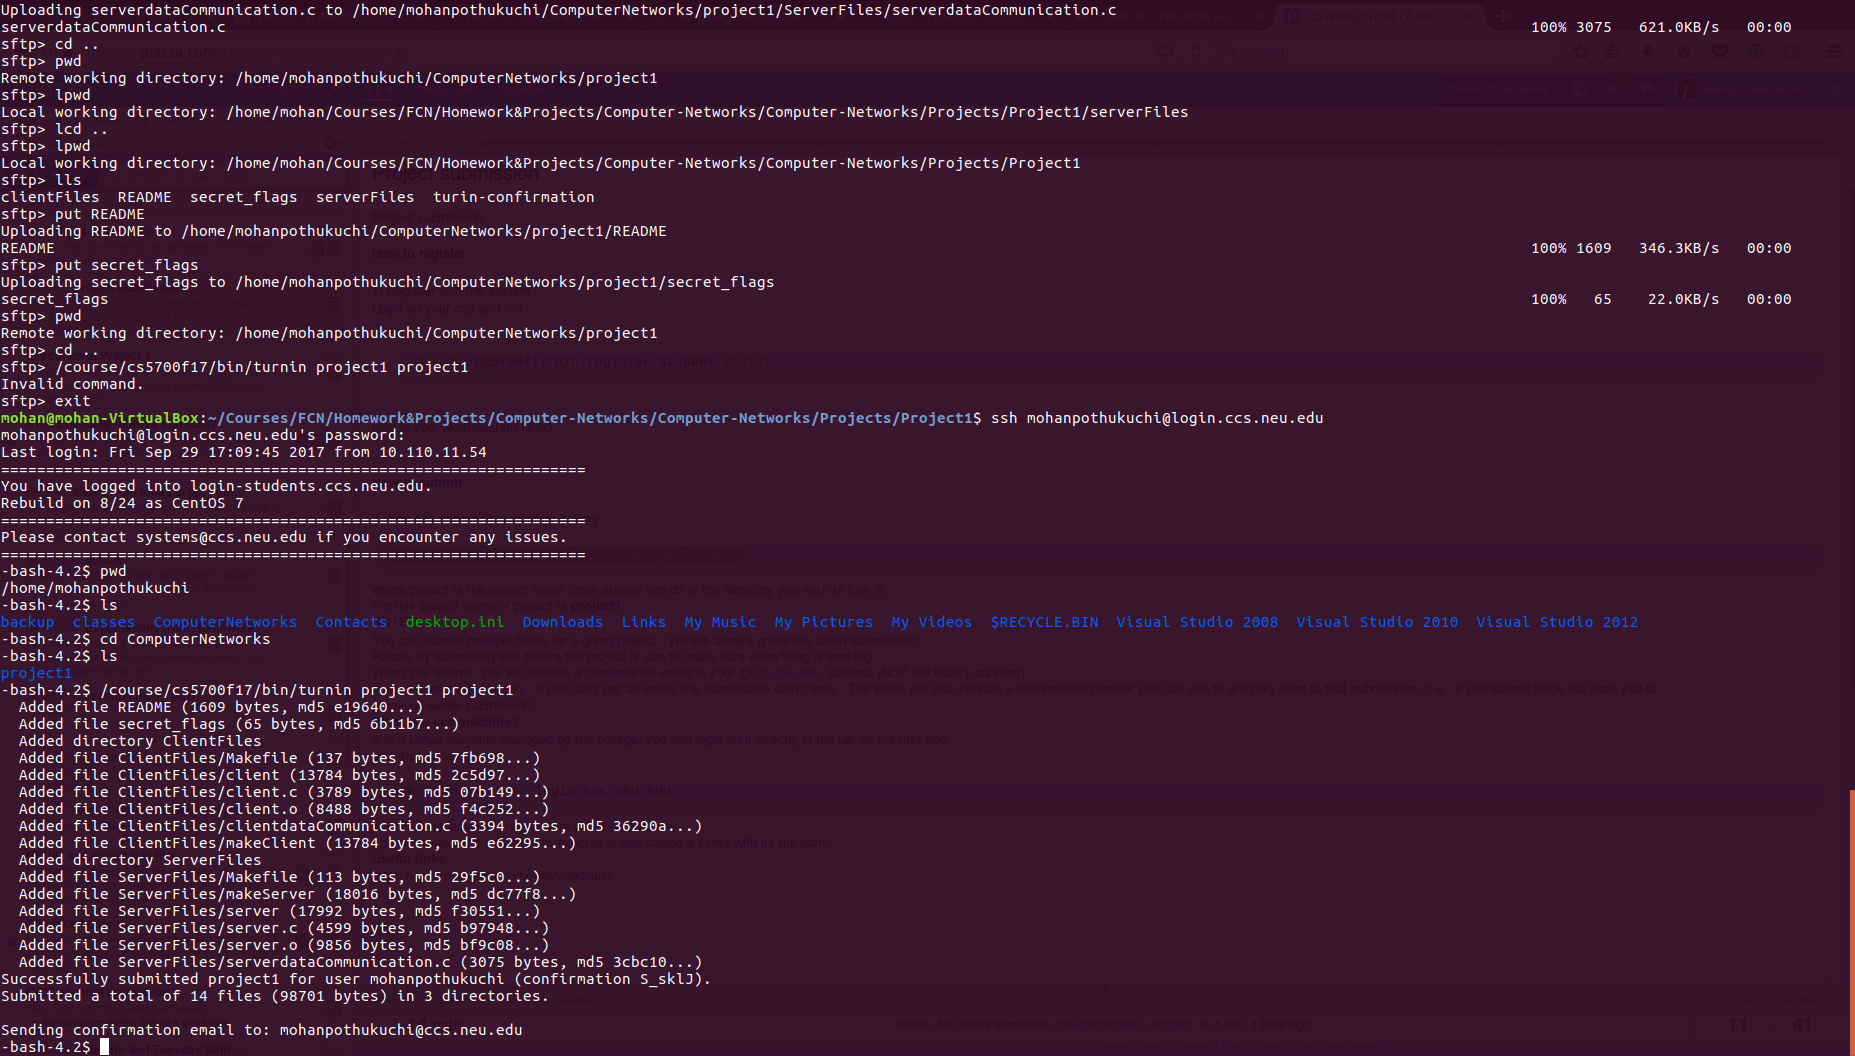 Uploading serverdataCommunication.c to /home/mohanpothukuchi/ComputerNetworks/project1/ServerFiles/serverdataCommunication.c
serverdataCommunication.c 100% 3075 621.0KB/s 00:00
sftp> cd ..
sftp> pwd
Remote working directory: /home/mohanpothukuchi/ComputerNetworks/project1
sftp> lpwd
Local working directory: /home/mohan/Courses/FCN/Homework&Projects/Computer-Networks/Computer-Networks/Projects/Project1/serverFiles
sftp> lcd ..
sftp> lpwd
Local working directory: /home/mohan/Courses/FCN/Homework&Projects/Computer-Networks/Computer-Networks/Projects/Project1
sftp> lls
clientFiles README secret_flags serverFiles turin-confirmation
sftp> put README
Uploading README to /home/mohanpothukuchi/ComputerNetworks/project1/README
README 100% 1609 346.3KB/s 00:00
sftp> put secret_flags
Uploading secret_flags to /home/mohanpothukuchi/ComputerNetworks/project1/secret_flags
secret_flags 100% 65 22.0KB/s 00:00
sftp> pwd
Remote working directory: /home/mohanpothukuchi/ComputerNetworks/project1
sftp> cd ..
sftp> /course/cs5700f17/bin/turnin project1 project1
Invalid command.
sftp> exit
mohan@mohan-VirtualBox:~/Courses/FCN/Homework&Projects/Computer-Networks/Computer-Networks/Projects/Project1$ ssh mohanpothukuchi@login.ccs.neu.edu
mohanpothukuchi@login.ccs.neu.edu's password:
Last login: Fri Sep 29 17:09:45 2017 from 10.110.11.54
=================================================================
You have logged into login-students.ccs.neu.edu.
Rebuild on 8/24 as CentOS 7
=================================================================
Please contact systems@ccs.neu.edu if you encounter any issues.
=================================================================
-bash-4.2$ pwd
/home/mohanpothukuchi
-bash-4.2$ ls
backup classes ComputerNetworks Contacts desktop.ini Downloads Links My Music My Pictures My Videos $RECYCLE.BIN Visual Studio 2008 Visual Studio 2010 Visual Studio 2012
-bash-4.2$ cd ComputerNetworks
-bash-4.2$ ls
project1
-bash-4.2$ /course/cs5700f17/bin/turnin project1 project1
Added file README (1609 bytes, md5 e19640...)
Added file secret_flags (65 bytes, md5 6b11b7...)
Added directory ClientFiles
Added file ClientFiles/Makefile (137 bytes, md5 7fb698...)
Added file ClientFiles/client (13784 bytes, md5 2c5d97...)
Added file ClientFiles/client.c (3789 bytes, md5 07b149...)
Added file ClientFiles/client.o (8488 bytes, md5 f4c252...)
Added file ClientFiles/clientdataCommunication.c (3394 bytes, md5 36290a...)
Added file ClientFiles/makeClient (13784 bytes, md5 e62295...)
Added directory ServerFiles
Added file ServerFiles/Makefile (113 bytes, md5 29f5c0...)
Added file ServerFiles/makeServer (18016 bytes, md5 dc77f8...)
Added file ServerFiles/server (17992 bytes, md5 f30551...)
Added file ServerFiles/server.c (4599 bytes, md5 b97948...)
Added file ServerFiles/server.o (9856 bytes, md5 bf9c08...)
Added file ServerFiles/serverdataCommunication.c (3075 bytes, md5 3cbc10...)
Successfully submitted project1 for user mohanpothukuchi (confirmation S_sklJ).
Submitted a total of 14 files (98701 bytes) in 3 directories.
Sending confirmation email to: mohanpothukuchi@ccs.neu.edu
-bash-4.2$